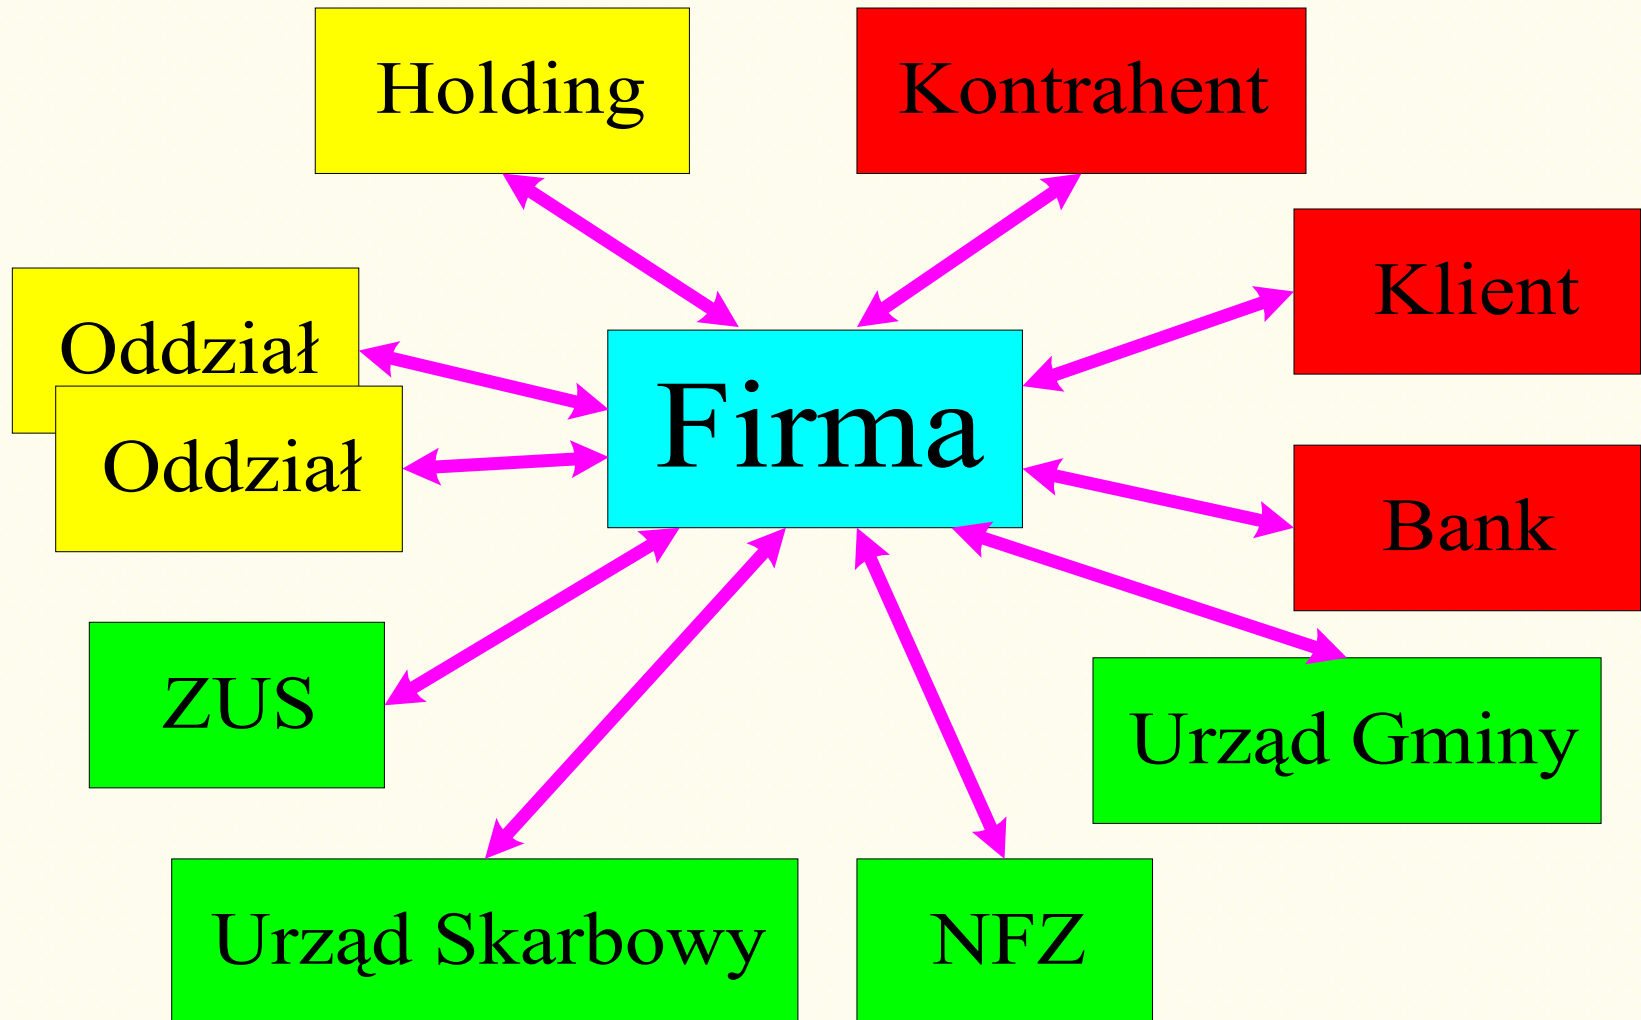 Holding
Kontrahent
Klient
Oddział
Firma
Oddział
Bank
ZUS
Urząd Gminy
Urząd Skarbowy
NFZ